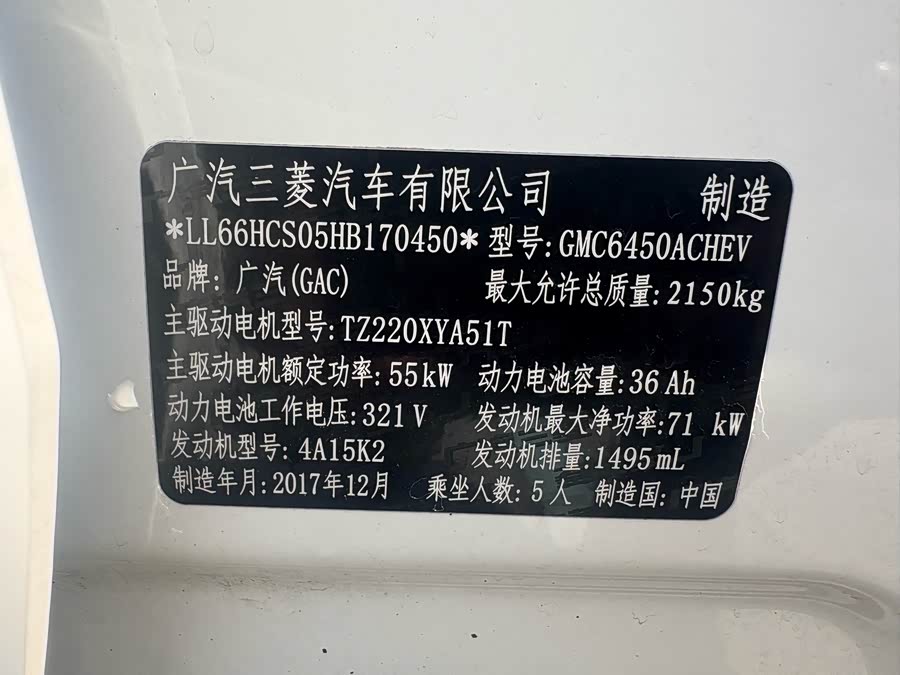 广汽三菱汽车有限公司 制造
*LL66HCS05HB170450* 型号: GMC6450ACHEV
品牌: 广汽(GAC) 最大允许总质量: 2150kg
主驱动电机型号: TZ220XYA51T
主驱动电机额定功率: 55kW 动力电池容量: 36Ah
动力电池工作电压: 321V 发动机最大净功率: 71 kW
发动机型号: 4A15K2 发动机排量: 1495mL
制造年月: 2017年12月 乘坐人数: 5人 制造国: 中国